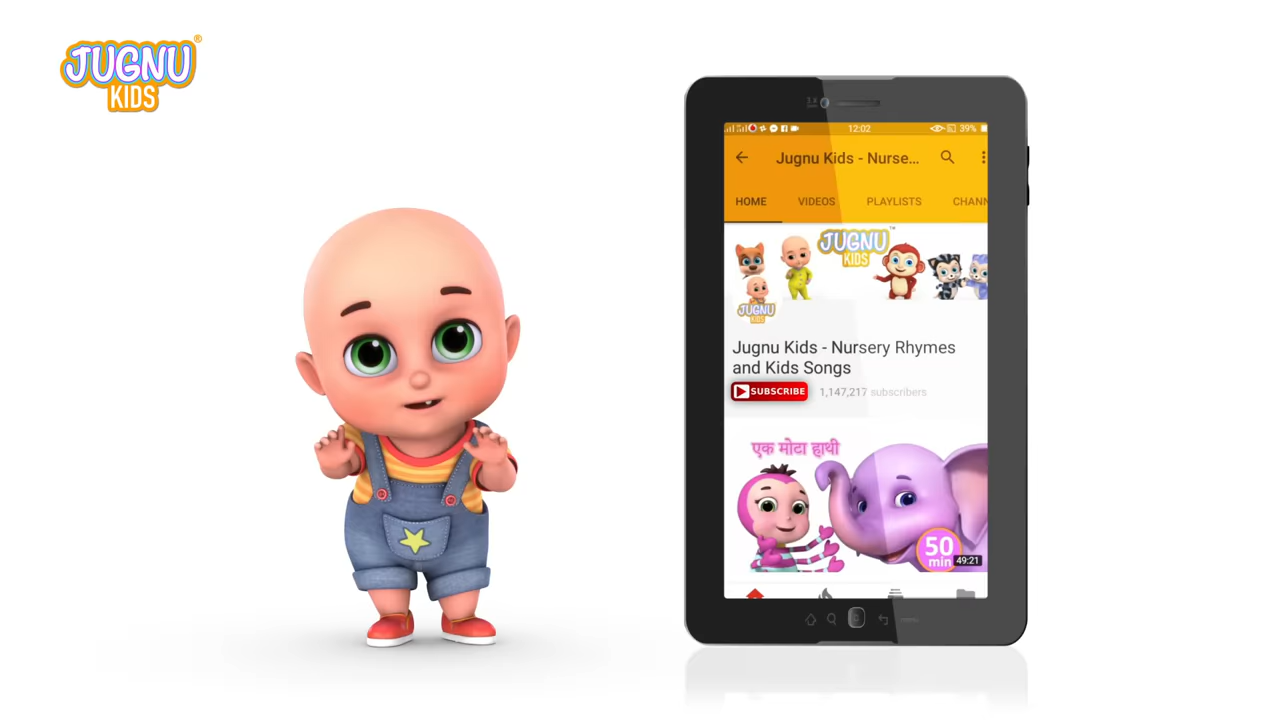 JUGNU ®
KIDS
12:02
39%
Jugnu Kids - Nurse...
HOME VIDEOS PLAYLISTS CHANN
JUGNU ™
KIDS
JUGNU
KIDS
Jugnu Kids - Nursery Rhymes
and Kids Songs
SUBSCRIBE 1,147,217 subscribers
एक मोटा हाथी
50
min
49:21